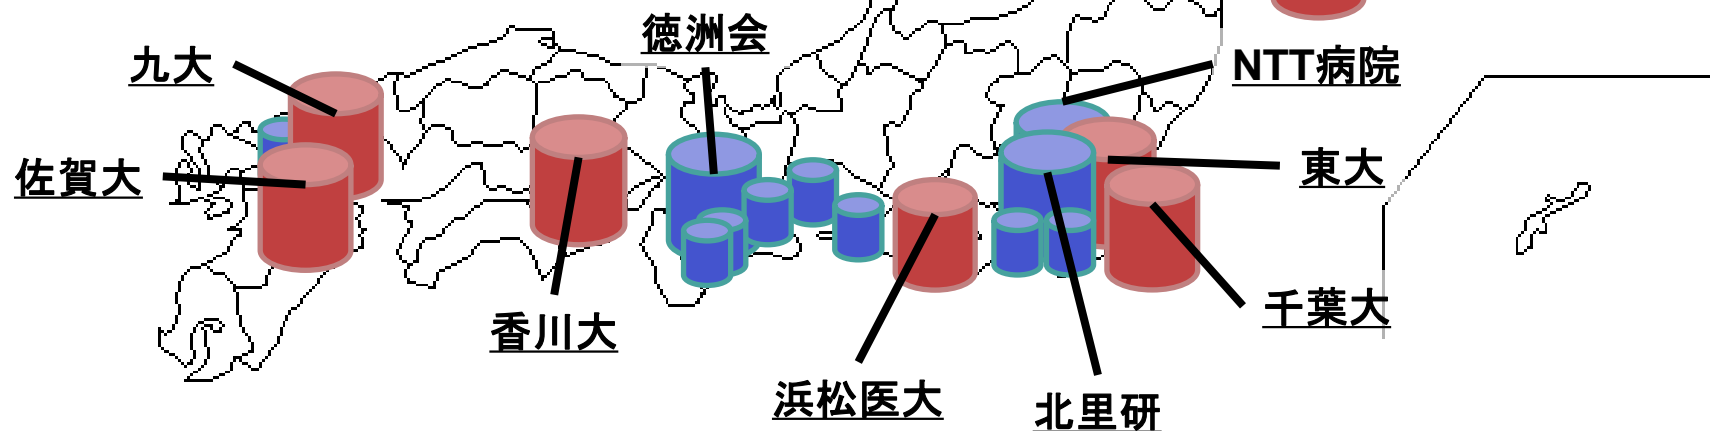 徳洲会
九大
NTT病院
佐賀大
東大
千葉大
香川大
浜松医大
北里研